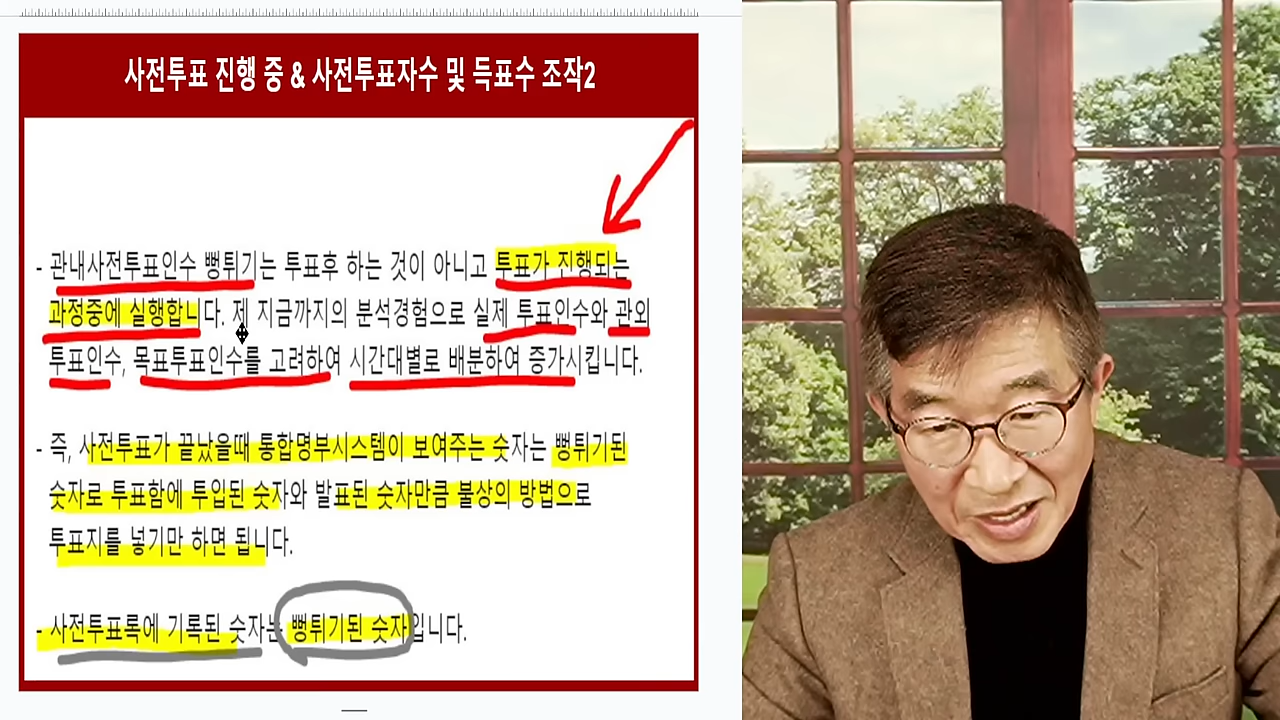 사전투표 진행 중 & 사전투표자수 및 득표수 조작2
- 관내사전투표인수 뻥튀기는 투표후 하는 것이 아니고 투표가 진행되는
과정중에 실행합니다. 제 지금까지의 분석경험으로 실제 투표인수와 관외
투표인수, 목표투표인수를 고려하여 시간대별로 배분하여 증가시킵니다.
- 즉, 사전투표가 끝났을때 통합명부시스템이 보여주는 숫자는 뻥튀기된
숫자로 투표함에 투입된 숫자와 발표된 숫자만큼 불상의 방법으로
투표지를 넣기만 하면 됩니다.
- 사전투표록에 기록된 숫자는 뻥튀기된 숫자입니다.